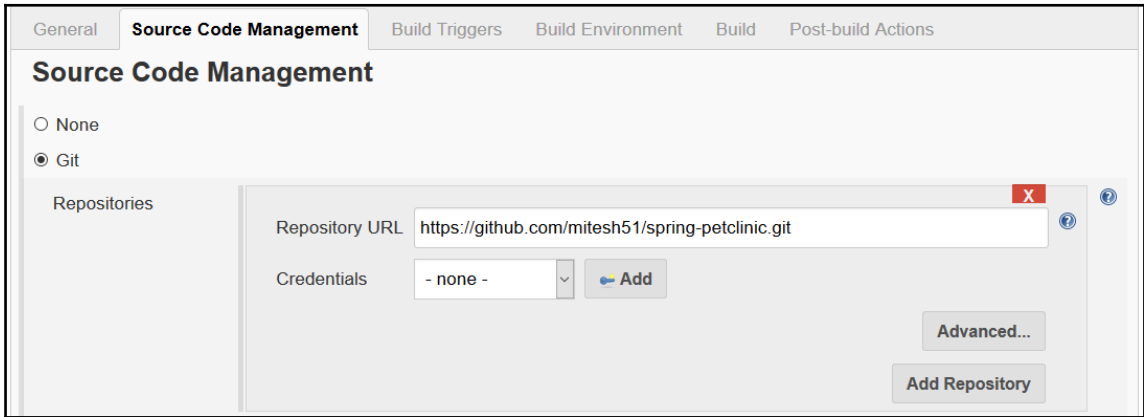 General Source Code Management Build Triggers Build Environment Build Post-build Actions
Source Code Management
None
Git
Repositories
X
Repository URL https://github.com/mitesh51/spring-petclinic.git
Credentials - none - Add
Advanced...
Add Repository